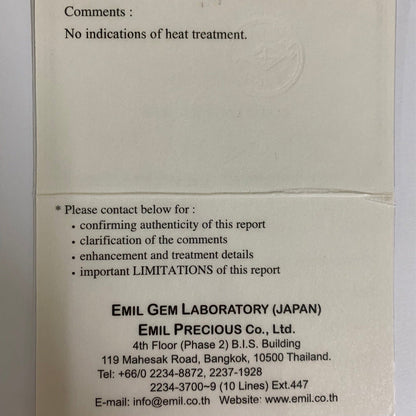 Comments :
No indications of heat treatment.
* Please contact below for :
• confirming authenticity of this report
• clarification of the comments
• enhancement and treatment details
• important LIMITATIONS of this report
EMIL GEM LABORATORY (JAPAN)
EMIL PRECIOUS Co., Ltd.
4th Floor (Phase 2) B.I.S. Building
119 Mahesak Road, Bangkok, 10500 Thailand.
Tel: +66/0 2234-8872, 2237-1928
2234-3700~9 (10 Lines) Ext.447
E-mail: info@emil.co.th Website: www.emil.co.th